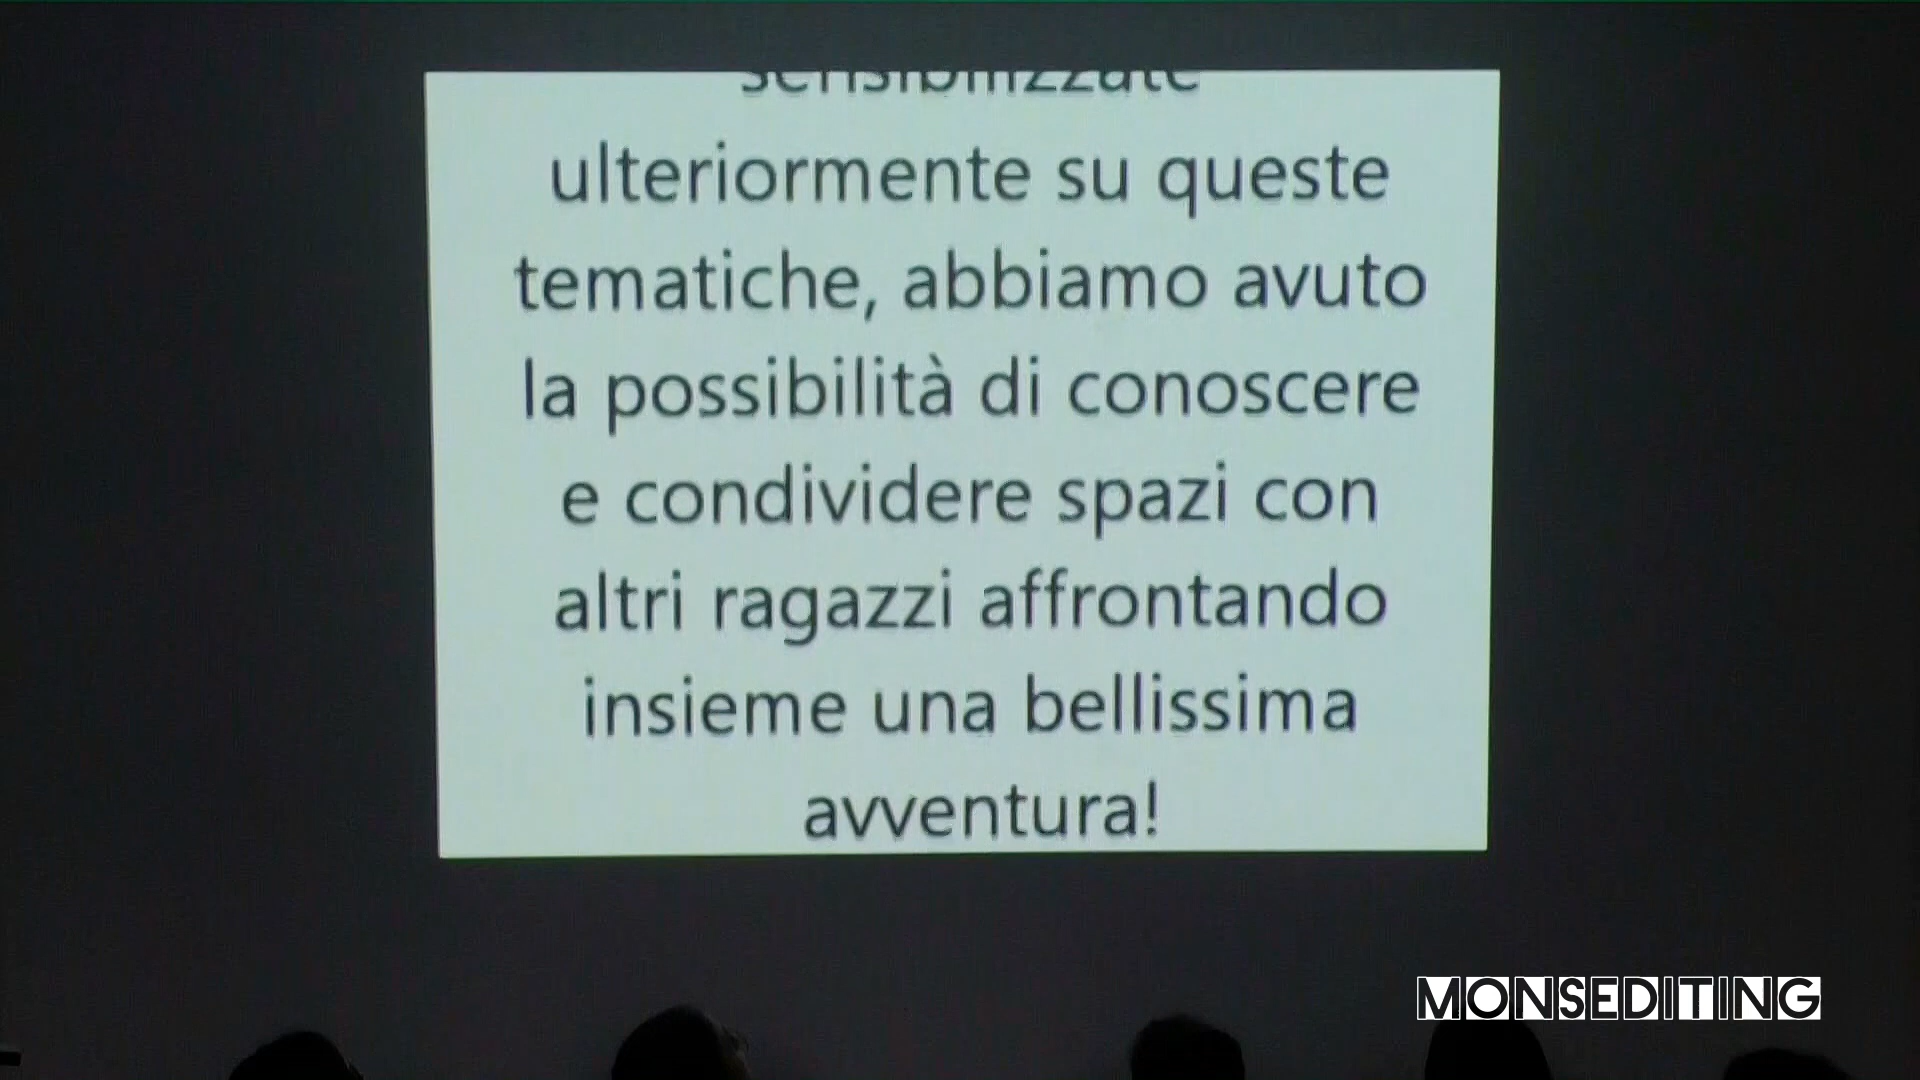 sensibilizzate
ulteriormente su queste
tematiche, abbiamo avuto
la possibilità di conoscere
e condividere spazi con
altri ragazzi affrontando
insieme una bellissima
avventura!
MONSEDITING